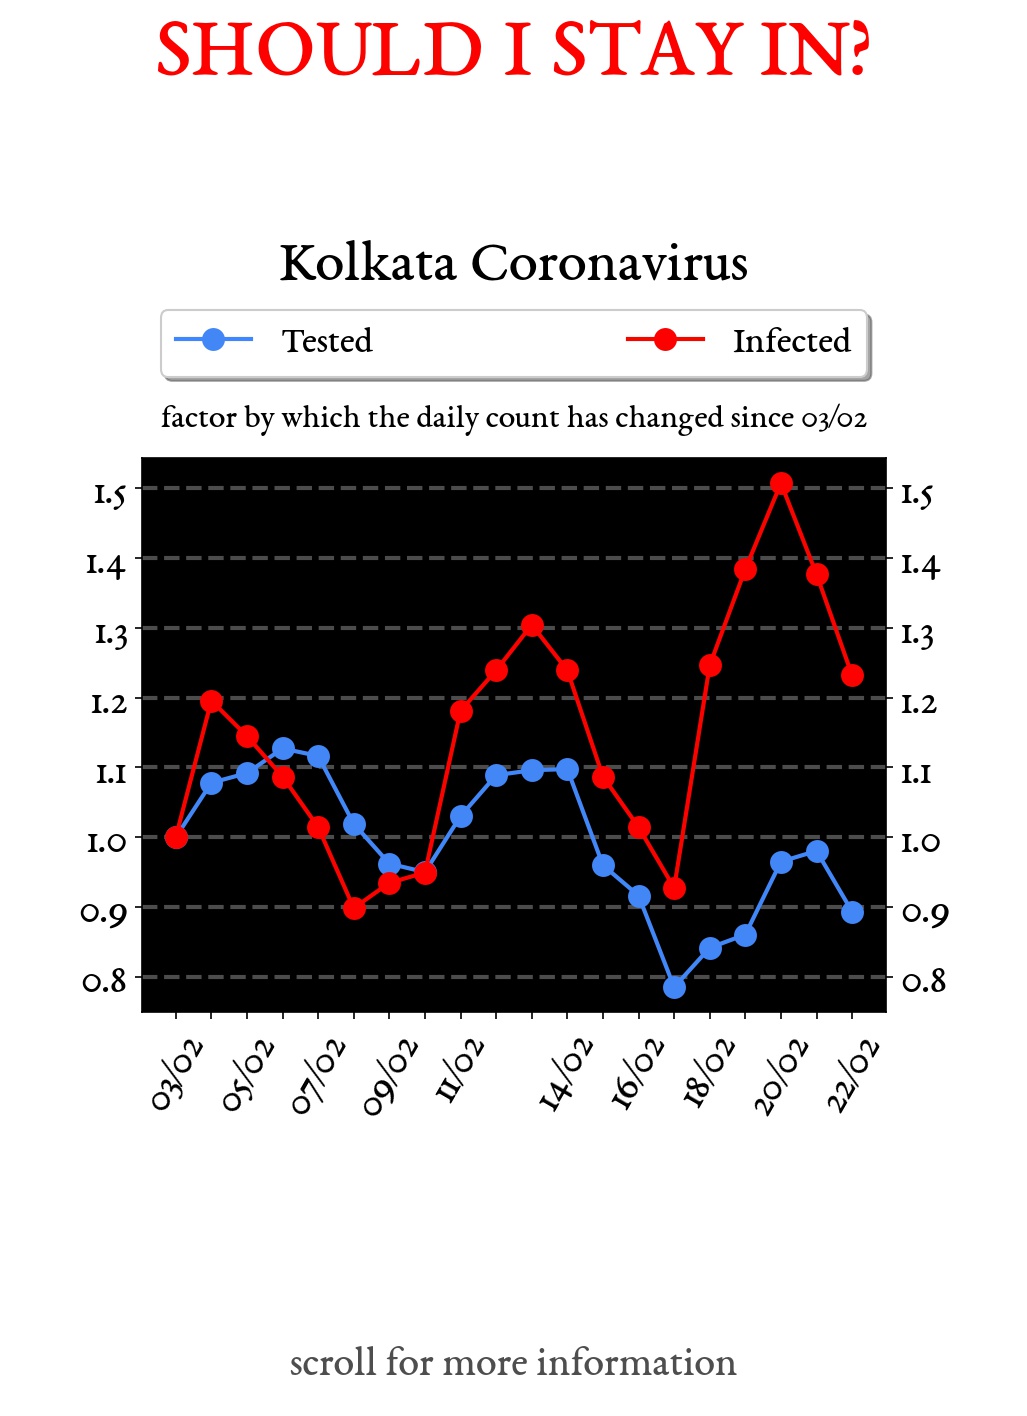 SHOULD I STAY IN?
Kolkata Coronavirus
Tested Infected
factor by which the daily count has changed since 03/02
1.5 1.5
1.4 1.4
1.3 1.3
1.2 1.2
1.1 1.1
1.0 1.0
0.9 0.9
0.8 0.8
03/02 05/02 07/02 09/02 11/02 14/02 16/02 18/02 20/02 22/02
scroll for more information